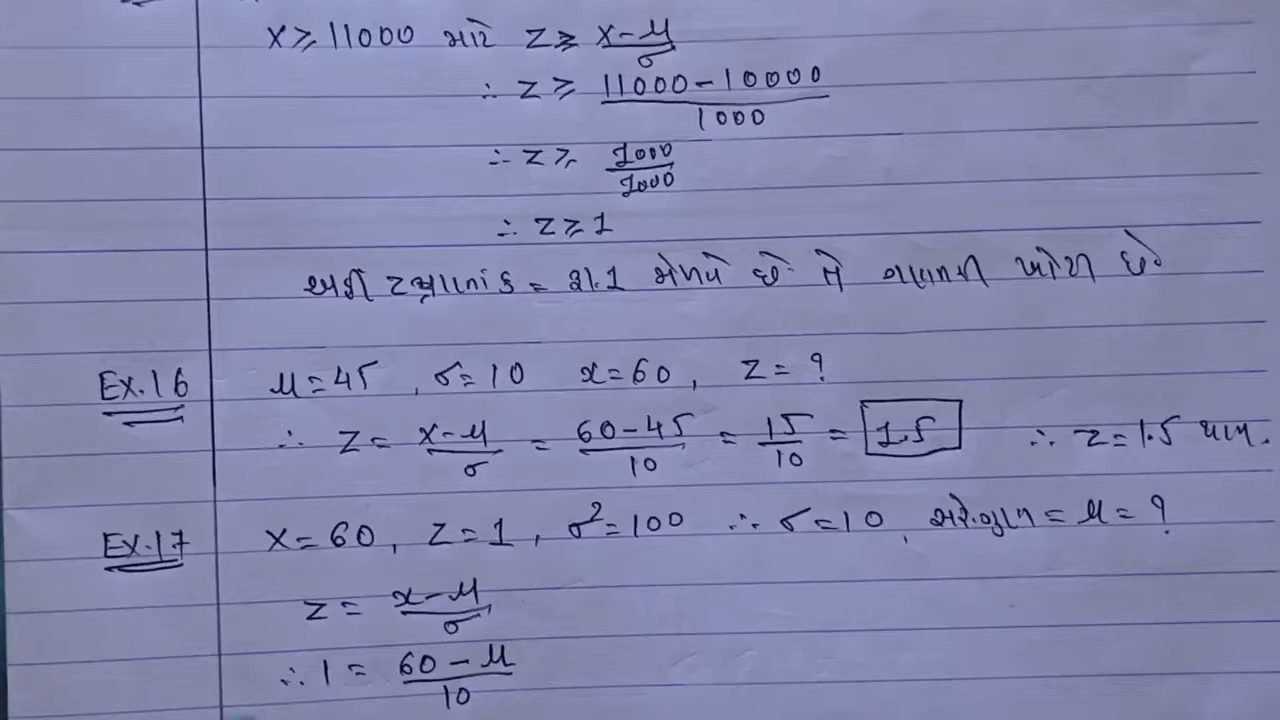 x ≥ 11000 માટે z ≥ x-μ/σ
∴ z ≥ 11000-10000/1000
∴ z ≥ 1000/1000
∴ z ≥ 1
= 1 છે તે છે
Ex.16 μ=45, σ=10 x=60, z=?
∴ z = x-μ/σ = 60-45/10 = 15/10 = 1.5 ∴ z=1.5 થાય.
Ex.17 x=60, z=1, σ²=100 ∴ σ=10, = μ=?
z = x-μ/σ
∴ 1 = 60-μ/10